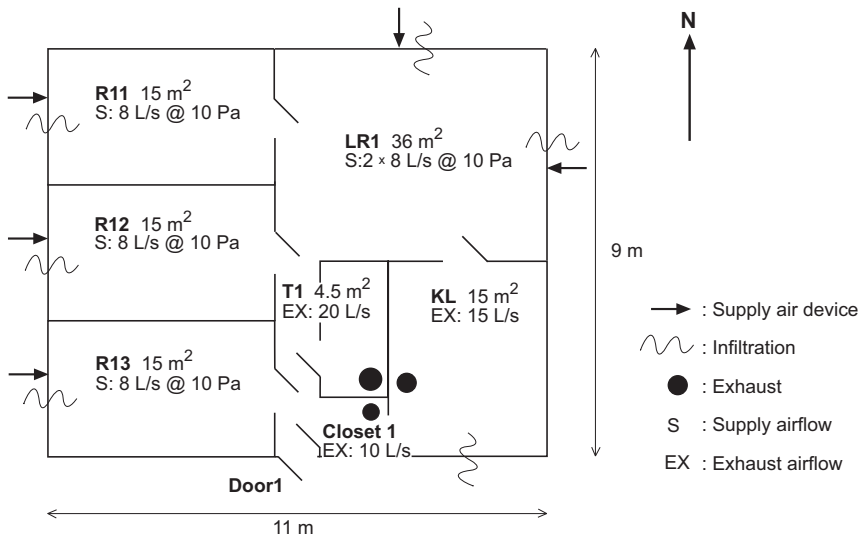 N
R11 15 m²
S: 8 L/s @ 10 Pa
LR1 36 m²
S:2 x 8 L/s @ 10 Pa
R12 15 m²
S: 8 L/s @ 10 Pa
9 m
T1 4.5 m²
EX: 20 L/s
KL 15 m²
EX: 15 L/s
R13 15 m²
S: 8 L/s @ 10 Pa
Closet 1
EX: 10 L/s
Door1
11 m
: Supply air device
: Infiltration
: Exhaust
S : Supply airflow
EX : Exhaust airflow